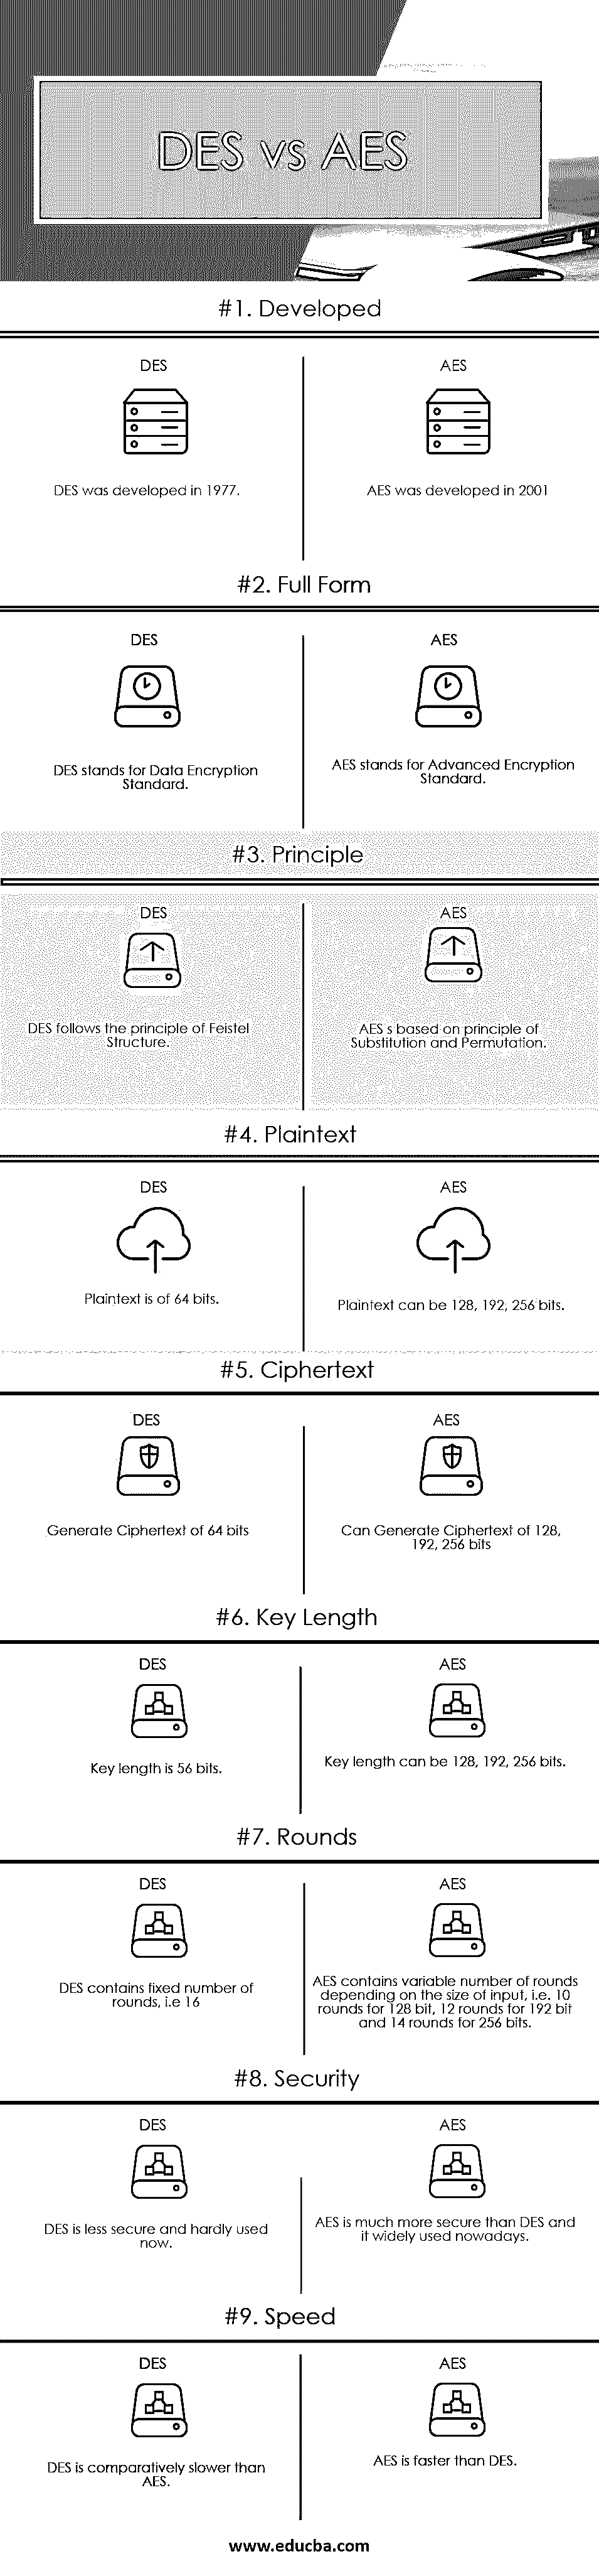 DES vs AES
#1. Developed
DES
AES
DES was developed in 1977.
AES was developed in 2001
#2. Full Form
DES
AES
DES stands for Data Encryption
Standard.
AES stands for Advanced Encryption
Standard.
#3. Principle
DES
AES
DES follows the principle of Feistel
Structure.
AES s based on principle of
Substitution and Permutation.
#4. Plaintext
DES
AES
Plaintext is of 64 bits.
Plaintext can be 128, 192, 256 bits.
#5. Ciphertext
DES
AES
Generate Ciphertext of 64 bits
Can Generate Ciphertext of 128,
192, 256 bits
#6. Key Length
DES
AES
Key length is 56 bits.
Key length can be 128, 192, 256 bits.
#7. Rounds
DES
AES
DES contains fixed number of
rounds, i.e 16
AES contains variable number of rounds
depending on the size of input, i.e. 10
rounds for 128 bit, 12 rounds for 192 bit
and 14 rounds for 256 bits.
#8. Security
DES
AES
DES is less secure and hardly used
now.
AES is much more secure than DES and
it widely used nowadays.
#9. Speed
DES
AES
DES is comparatively slower than
AES.
AES is faster than DES.
www.educba.com